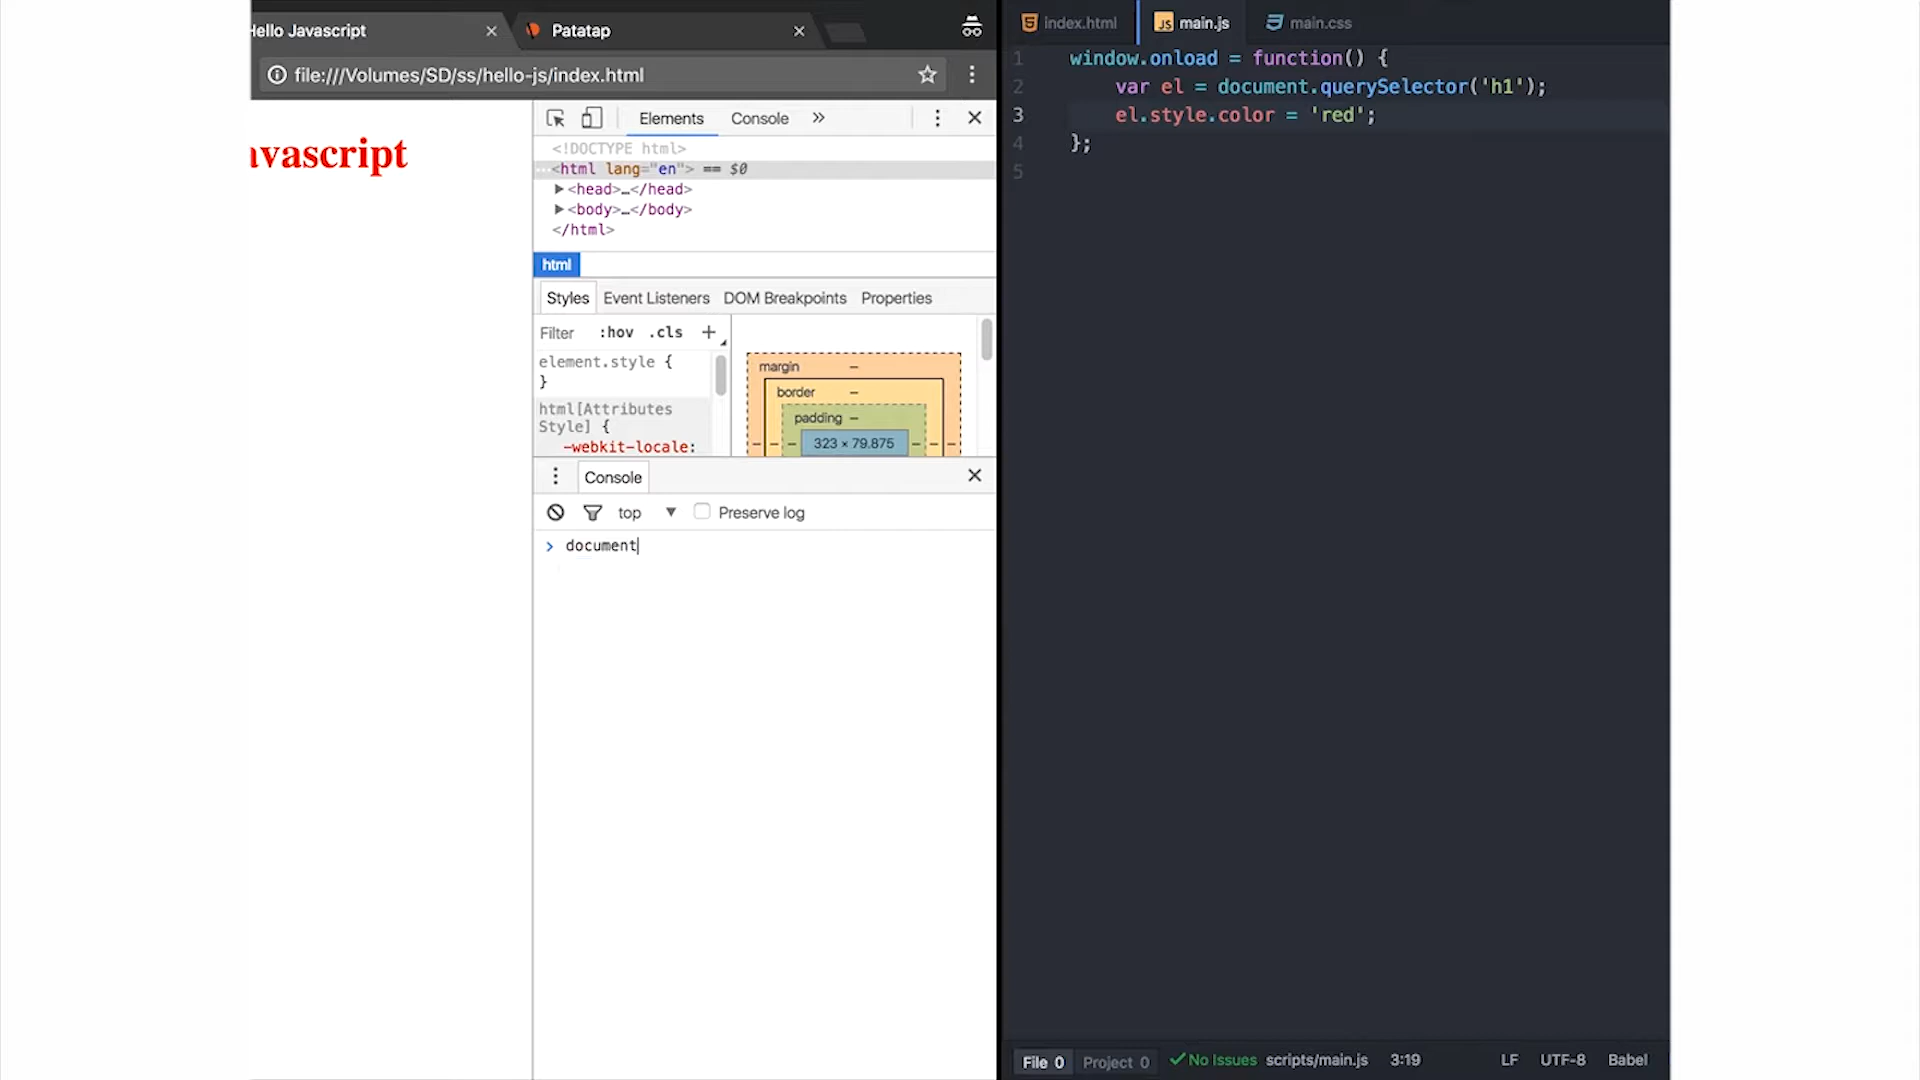 Hello Javascript
Patatap
file:///Volumes/SD/ss/hello-js/index.html
avascript
Elements Console »
<!DOCTYPE html>
…<html lang="en"> == $0
<head>…</head>
<body>…</body>
</html>
html
Styles Event Listeners DOM Breakpoints Properties
Filter :hov .cls +
element.style {
}
html[Attributes
Style] {
-webkit-locale:
margin –
border –
padding –
– – – 323 × 79.875 – – –
Console
top ▼ Preserve log
> document
index.html main.js main.css
1 window.onload = function() {
2 var el = document.querySelector('h1');
3 el.style.color = 'red';
4 };
5
File 0 Project 0 No Issues scripts/main.js 3:19 LF UTF-8 Babel